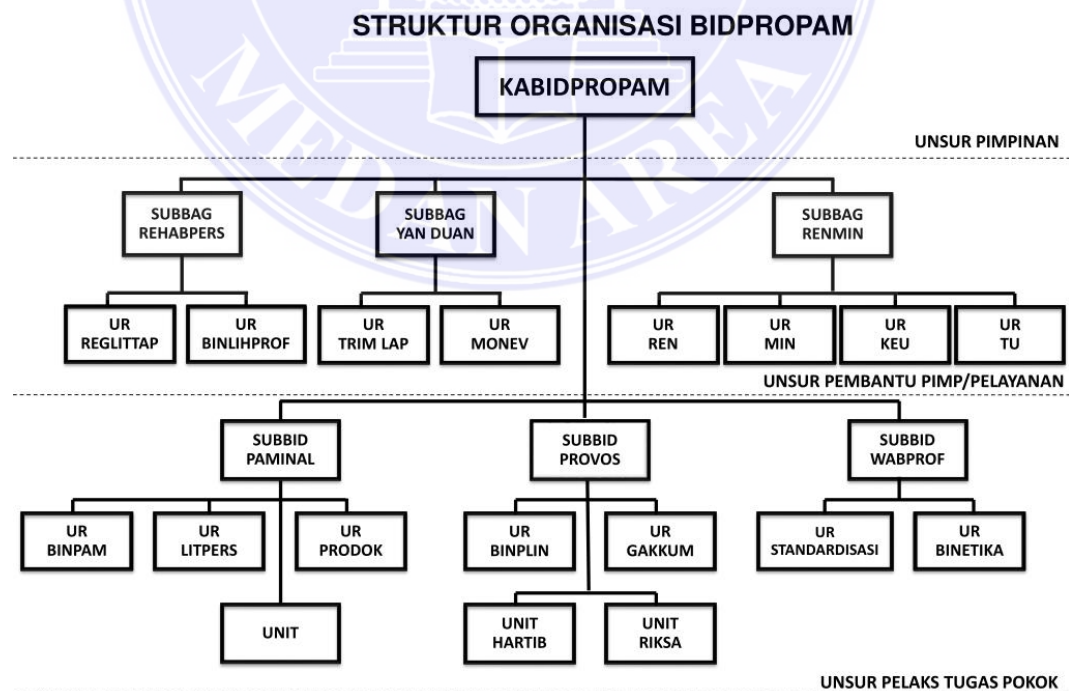 STRUKTUR ORGANISASI BIDPROPAM
KABIDPROPAM
UNSUR PIMPINAN
SUBBAG
REHABPERS
SUBBAG
YAN DUAN
SUBBAG
RENMIN
UR
REGLITTAP
UR
BINLIHPROF
UR
TRIM LAP
UR
MONEV
UR
REN
UR
MIN
UR
KEU
UR
TU
UNSUR PEMBANTU PIMP/PELAYANAN
SUBBID
PAMINAL
SUBBID
PROVOS
SUBBID
WABPROF
UR
BINPAM
UR
LITPERS
UR
PRODOK
UR
BINPLIN
UR
GAKKUM
UR
STANDARDISASI
UR
BINETIKA
UNIT
UNIT
HARTIB
UNIT
RIKSA
UNSUR PELAKS TUGAS POKOK
MEDAN AREA